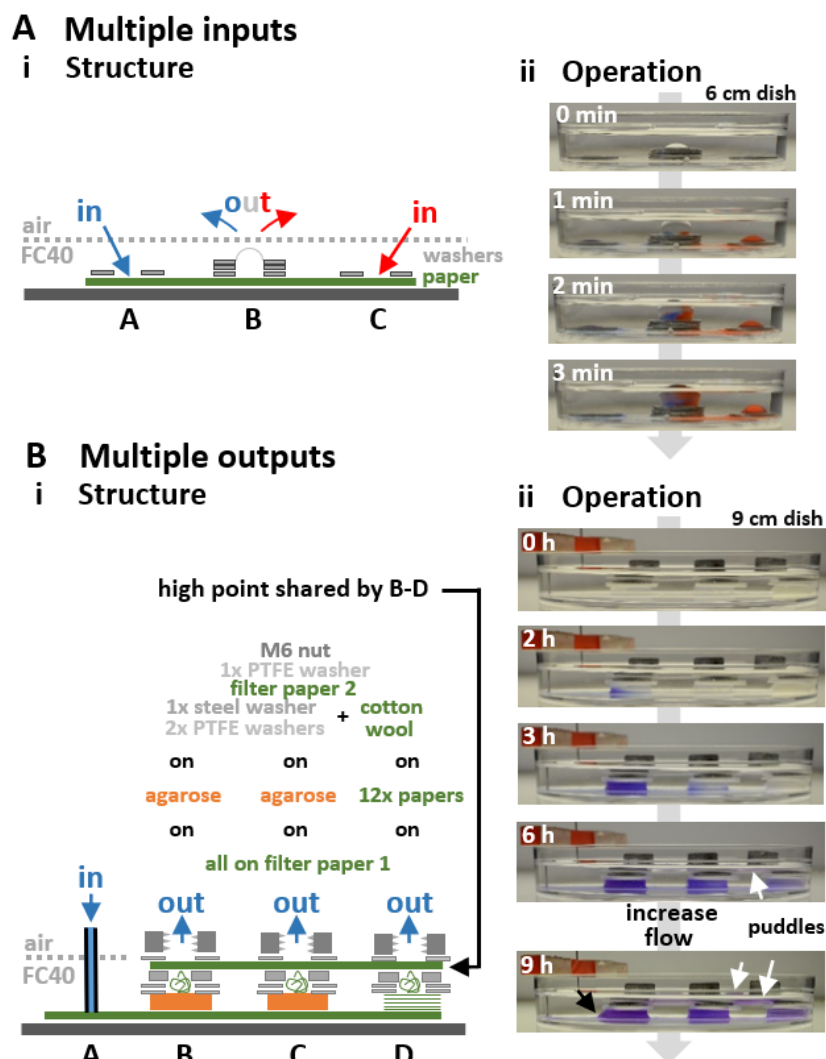 A Multiple inputs
i Structure
ii Operation
6 cm dish
0 min
1 min
2 min
3 min
in
out
in
air
FC40
washers
paper
A B C
B Multiple outputs
i Structure
ii Operation
9 cm dish
0 h
2 h
3 h
6 h
increase flow
puddles
9 h
high point shared by B-D
M6 nut
1x PTFE washer
filter paper 2
1x steel washer
2x PTFE washers
+ cotton wool
on on on
agarose agarose 12x papers
on on on
all on filter paper 1
in
out out out
air
FC40
A B C D